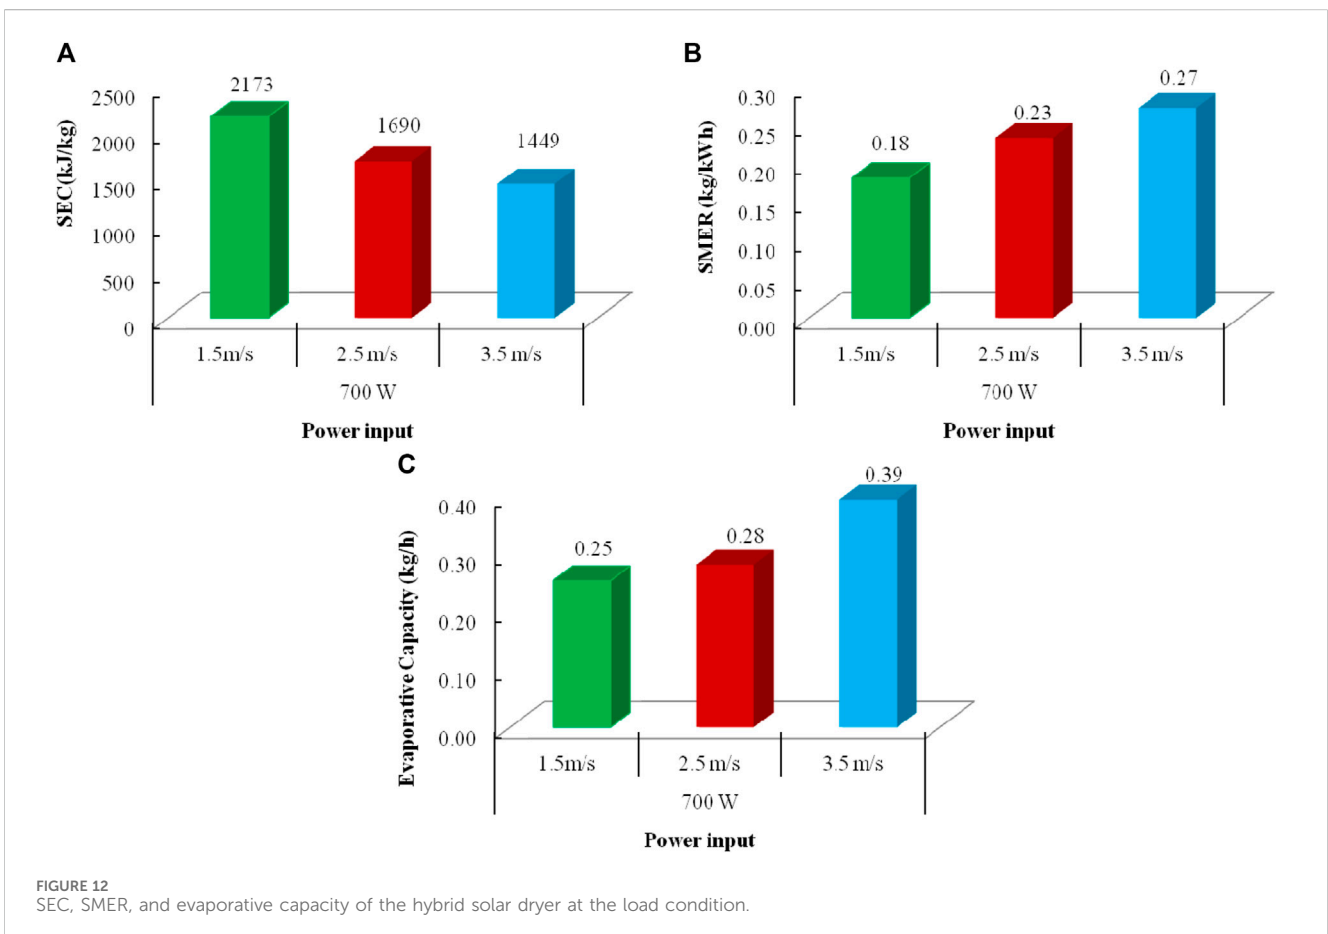 A
2173
1690
1449
2500
2000
1500
1000
500
0
SEC(kJ/kg)
1.5m/s 2.5 m/s 3.5 m/s
700 W
Power input
B
0.18
0.23
0.27
0.30
0.25
0.20
0.15
0.10
0.05
0.00
SMER (kg/kWh)
1.5m/s 2.5 m/s 3.5 m/s
700 W
Power input
C
0.25
0.28
0.39
0.40
0.30
0.20
0.10
0.00
Evaporative Capacity (kg/h)
1.5m/s 2.5 m/s 3.5 m/s
700 W
Power input
FIGURE 12
SEC, SMER, and evaporative capacity of the hybrid solar dryer at the load condition.